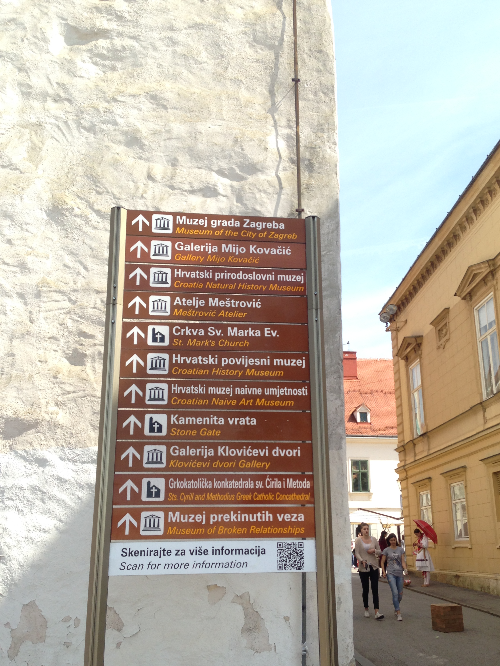 Muzej grada Zagreba
Museum of the City of Zagreb
Galerija Mijo Kovačić
Gallery Mijo Kovačić
Hrvatski prirodoslovni muzej
Croatia Natural History Museum
Atelje Meštrović
Meštrović Atelier
Crkva Sv. Marka Ev.
St. Mark's Church
Hrvatski povijesni muzej
Croatian History Museum
Hrvatski muzej naivne umjetnosti
Croatian Naive Art Museum
Kamenita vrata
Stone Gate
Galerija Klovićevi dvori
Klovićevi dvori Gallery
Grkokatolička konkatedrala sv. Ćirila i Metoda
Sts. Cyrill and Methodius Greek Catholic Concathedral
Muzej prekinutih veza
Museum of Broken Relationships
Skenirajte za više informacija
Scan for more information